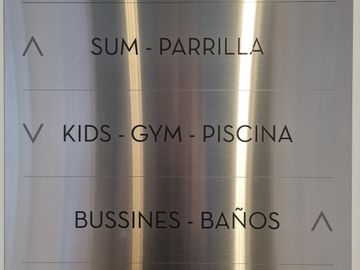 SUM - PARRILLA
KIDS - GYM - PISCINA
BUSSINES - BAÑOS